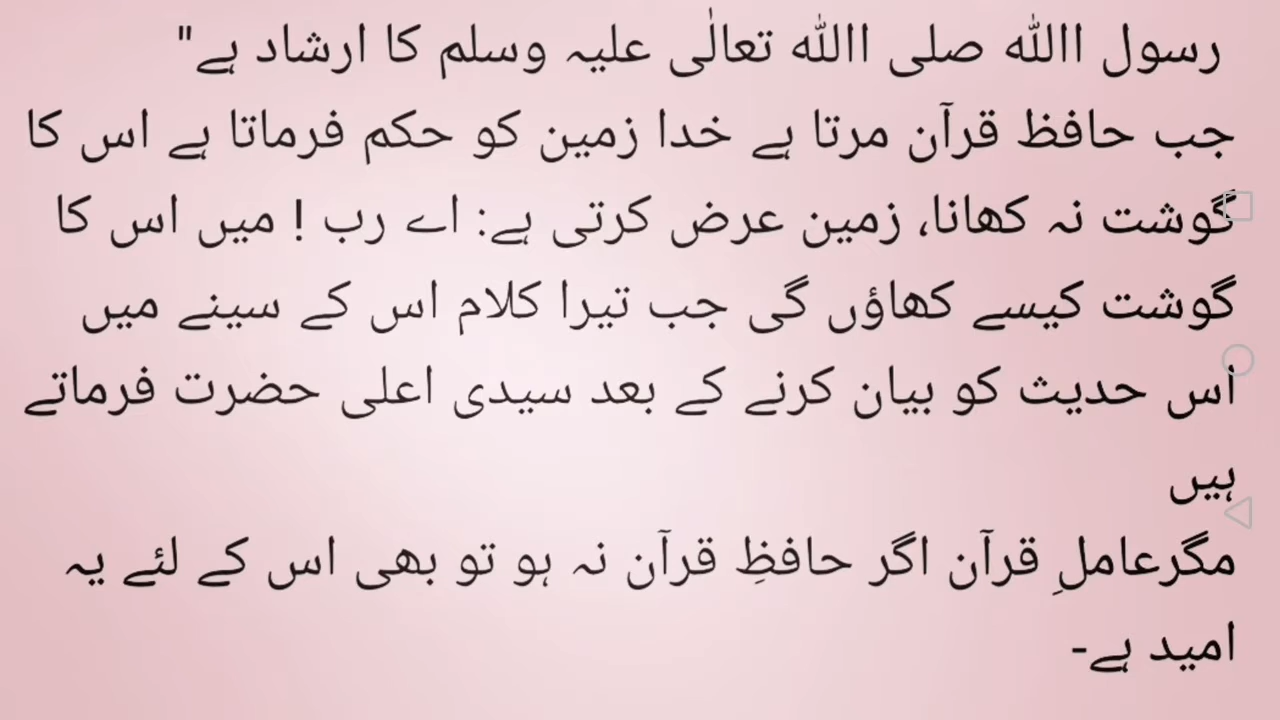 رسول اﷲ صلی اﷲ تعالٰی علیہ وسلم کا ارشاد ہے"
جب حافظ قرآن مرتا ہے خدا زمین کو حکم فرماتا ہے اس کا
گوشت نہ کھانا، زمین عرض کرتی ہے: اے رب ! میں اس کا
گوشت کیسے کھاؤں گی جب تیرا کلام اس کے سینے میں
اس حدیث کو بیان کرنے کے بعد سیدی اعلی حضرت فرماتے
ہیں
مگرعاملِ قرآن اگر حافظِ قرآن نہ ہو تو بھی اس کے لئے یہ
امید ہے-